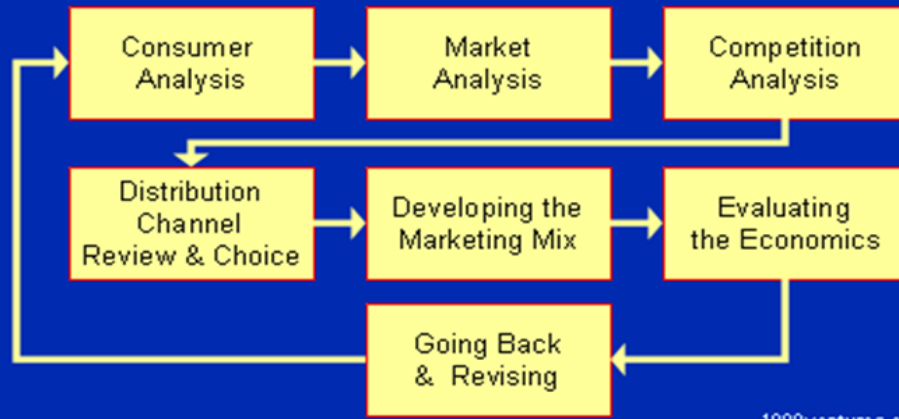 Consumer
Analysis
Market
Analysis
Competition
Analysis
Distribution
Channel
Review & Choice
Developing the
Marketing Mix
Evaluating
the Economics
Going Back
& Revising